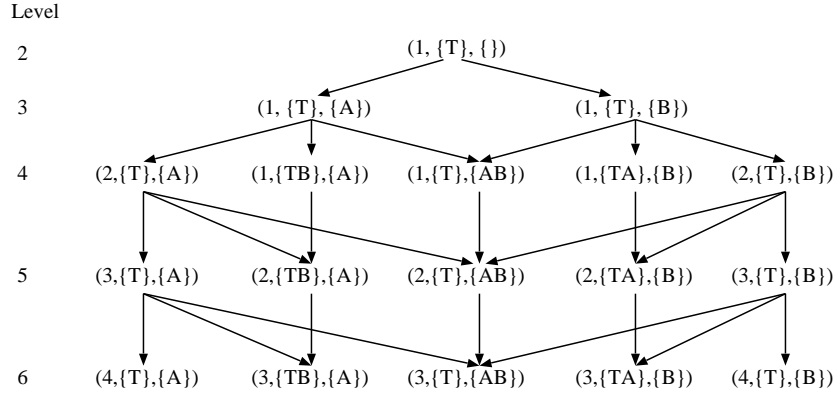 Level
2 (1, {T}, {})
3 (1, {T}, {A}) (1, {T}, {B})
4 (2,{T},{A}) (1,{TB},{A}) (1,{T},{AB}) (1,{TA},{B}) (2,{T},{B})
5 (3,{T},{A}) (2,{TB},{A}) (2,{T},{AB}) (2,{TA},{B}) (3,{T},{B})
6 (4,{T},{A}) (3,{TB},{A}) (3,{T},{AB}) (3,{TA},{B}) (4,{T},{B})